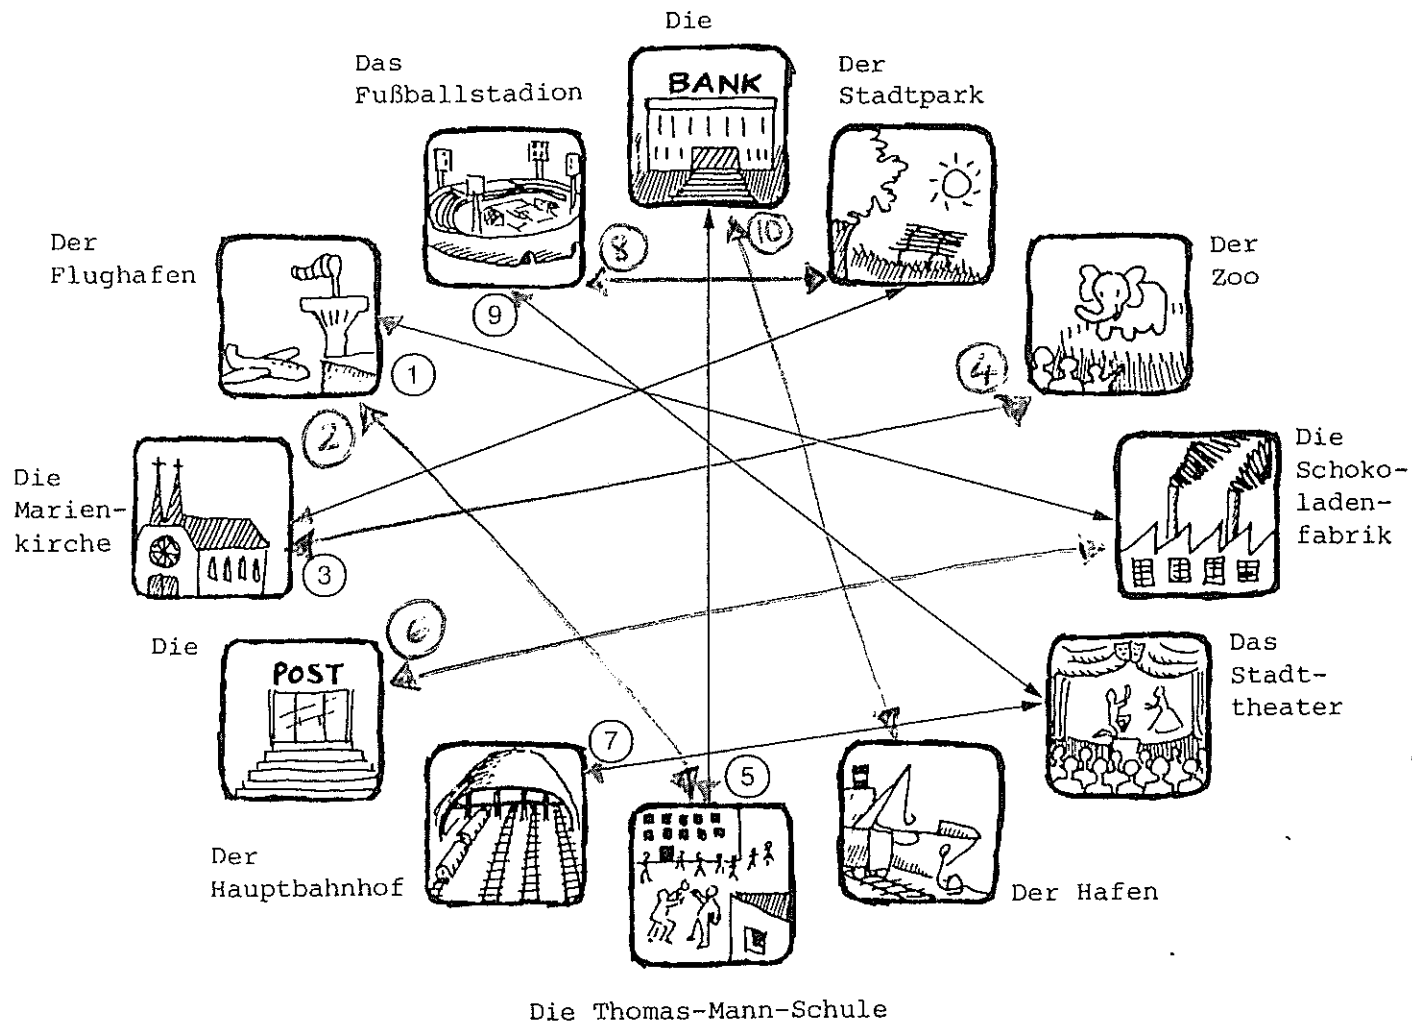 Die
BANK
Das
Fußballstadion
Der
Stadtpark
Der
Flughafen
8
10
Der
Zoo
9
1
4
2
Die
Marien-
kirche
Die
Schoko-
laden-
fabrik
3
6
Die
POST
Das
Stadt-
theater
7
5
Der
Hauptbahnhof
Der Hafen
Die Thomas-Mann-Schule